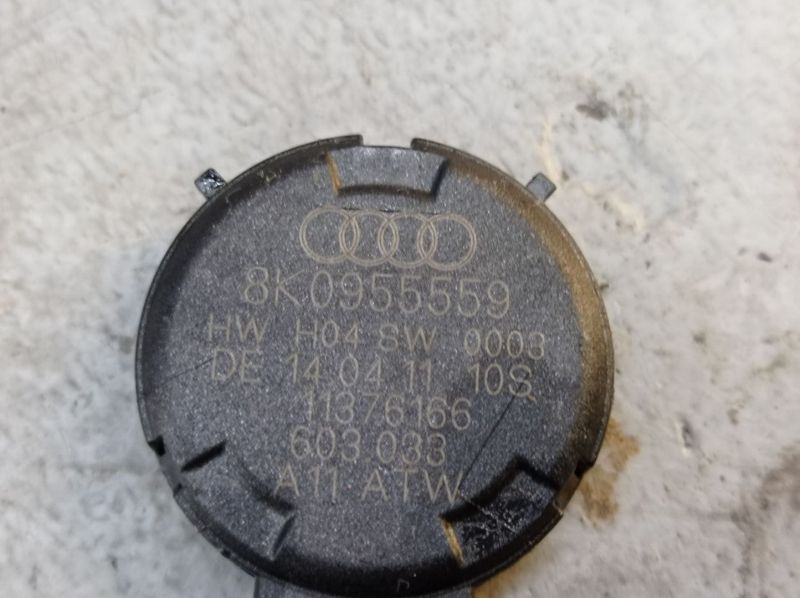 8K0955559
HW H04 SW 0003
DE 14 04 11 10S
11376166
603 033
A11 ATW